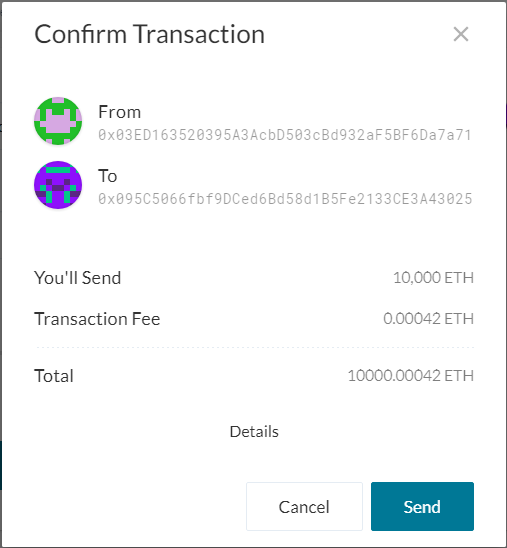 Confirm Transaction
From
0x03ED163520395A3AcbD503cBd932aF5BF6Da7a71
To
0x095C5066fbf9DCed6Bd58d1B5Fe2133CE3A43025
You'll Send 10,000 ETH
Transaction Fee 0.00042 ETH
Total 10000.00042 ETH
Details
Cancel Send